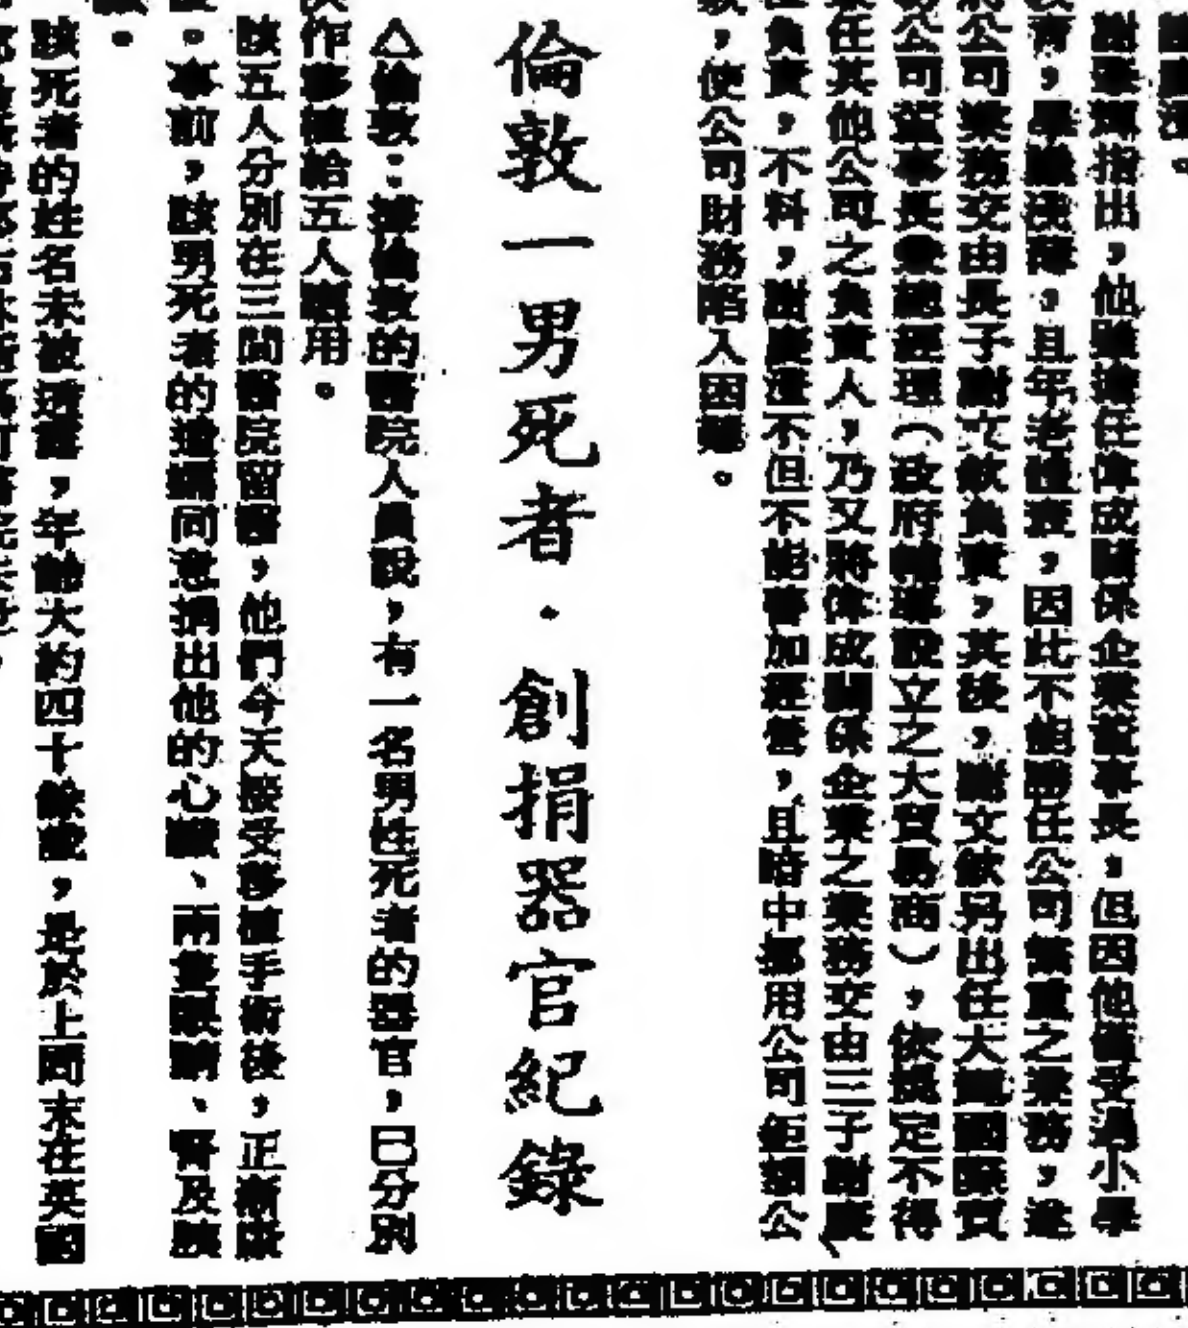 謝棄輝指出，他雖擔任偉成關係企業董事長，但因他僅受過小學
教育，學識淺薄，且年老體衰，因此不能勝任公司繁重之業務，遂
將公司業務交由長子謝文欽負責，其後，謝文欽另出任大國際貿
易公司董事長兼總經理（政府輔導設立之大貿易商），依規定不得
兼任其他公司之負責人，乃又將偉成關係企業之業務交由三子謝慶
負責，不料，謝慶不但不能善加經營，且暗中挪用公司鉅額公
款，使公司財務陷入困難。
倫敦一男死者・創捐器官紀錄
△倫敦：據倫敦的醫院人員說，有一名男性死者的器官，已分別
作移植給五人應用。
該五人分別在三間醫院留醫，他們今天接受移植手術後，正漸康
。事前，該男死者的遺孀同意捐出他的心臟、兩隻眼睛、腎及胰
。
該死者的姓名未被透露，年齡大約四十餘歲，是於上周末在英國